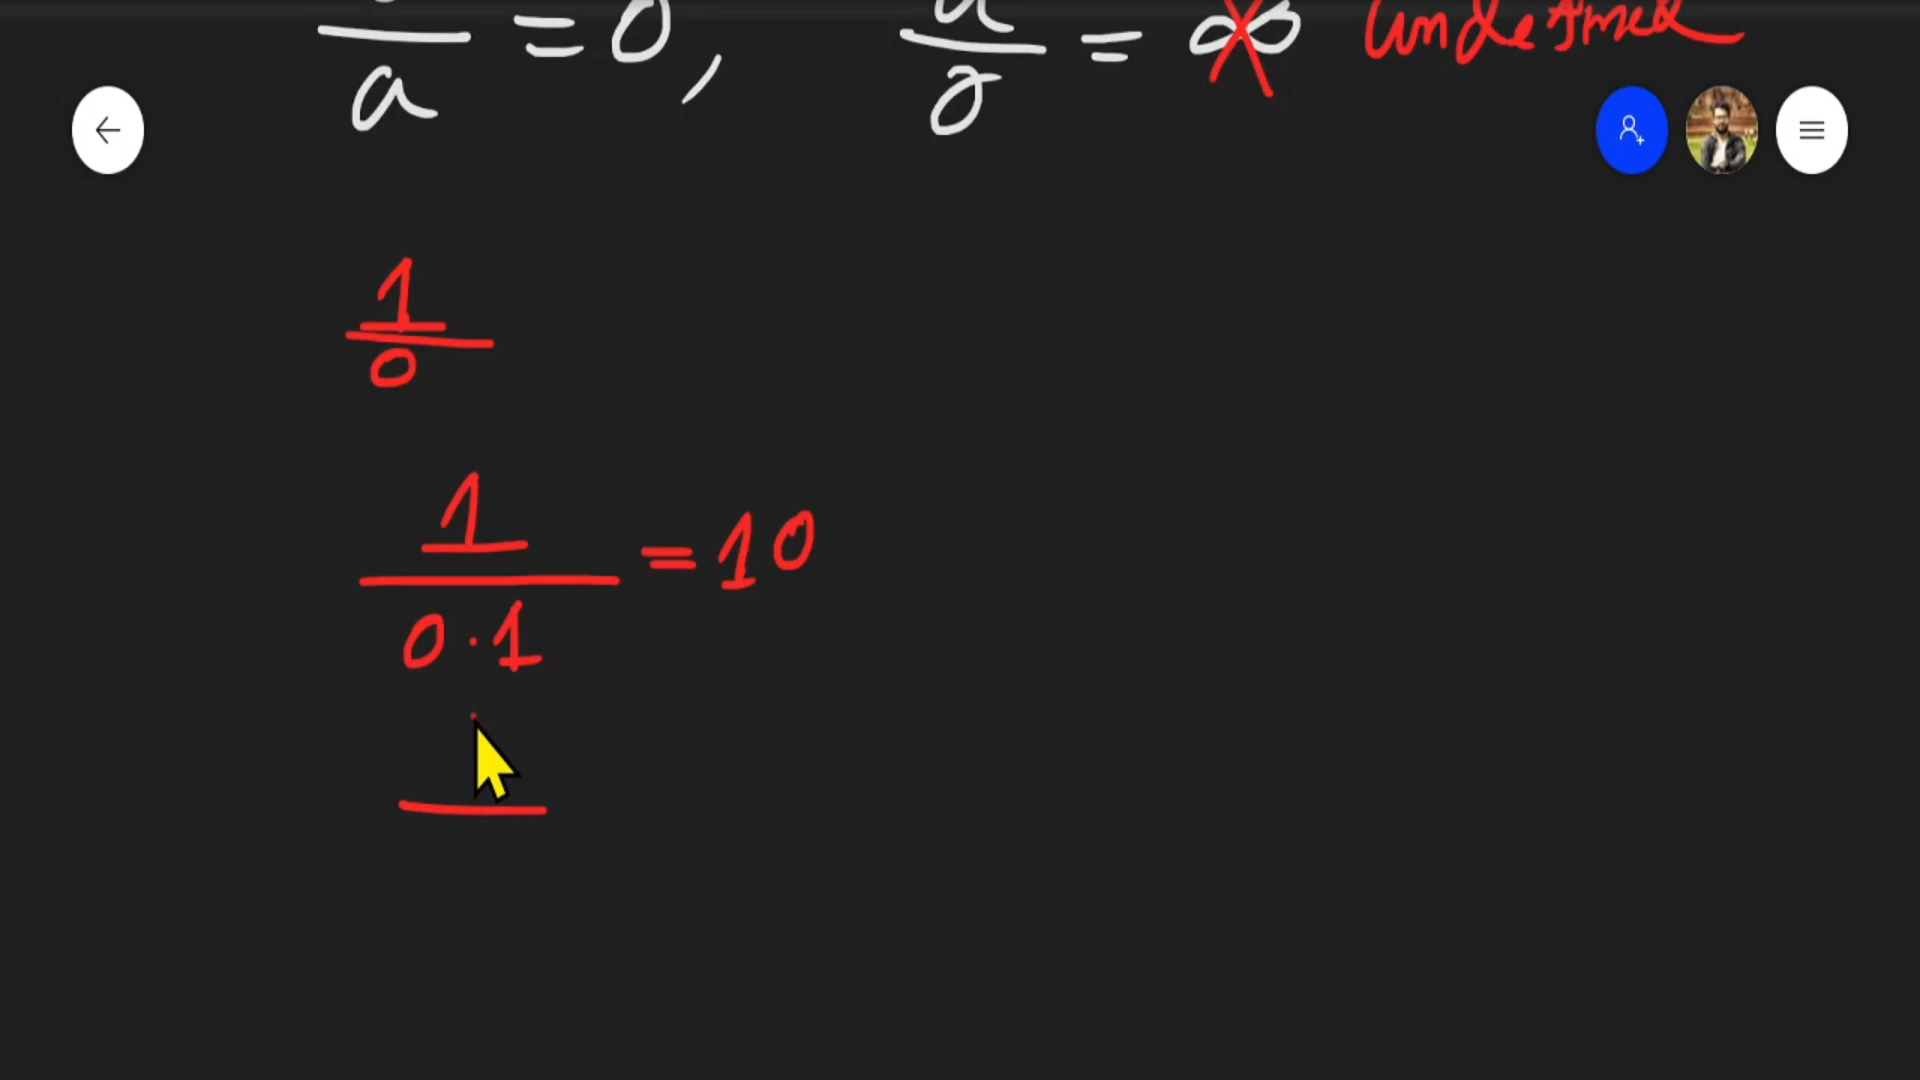 /a = 0, a/0 = ∞ undefined
1/0
1/0.1 = 10